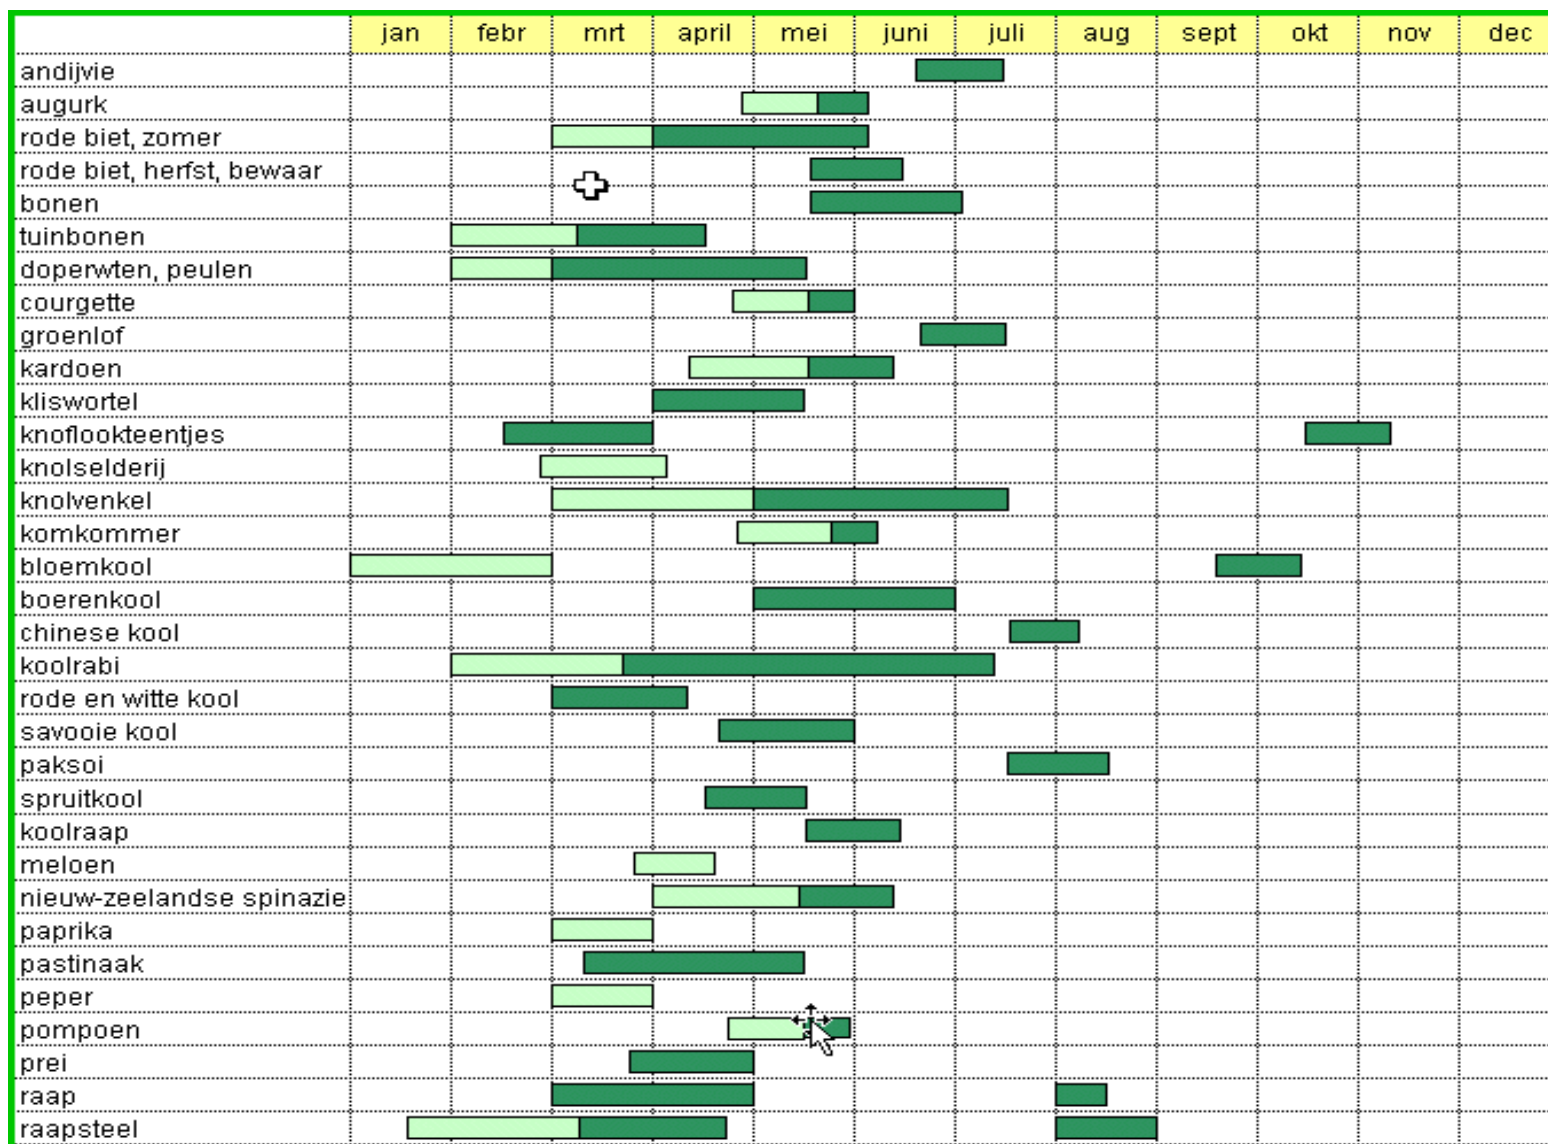 jan febr mrt april mei juni juli aug sept okt nov dec
andijvie
augurk
rode biet, zomer
rode biet, herfst, bewaar
bonen
tuinbonen
doperwten, peulen
courgette
groenlof
kardoen
kliswortel
knoflookteentjes
knolselderij
knolvenkel
komkommer
bloemkool
boerenkool
chinese kool
koolrabi
rode en witte kool
savooie kool
paksoi
spruitkool
koolraap
meloen
nieuw-zeelandse spinazie
paprika
pastinaak
peper
pompoen
prei
raap
raapsteel